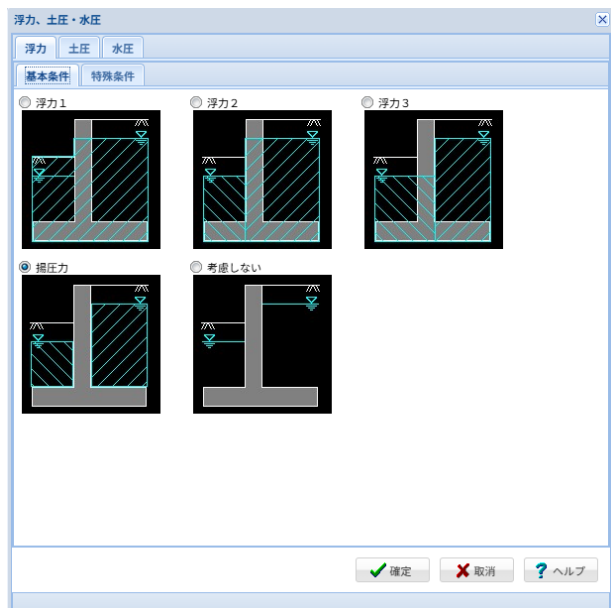 浮力、土圧・水圧
浮力 土圧 水圧
基本条件 特殊条件
浮力１ 浮力２ 浮力３
揚圧力 考慮しない
確定 取消 ヘルプ